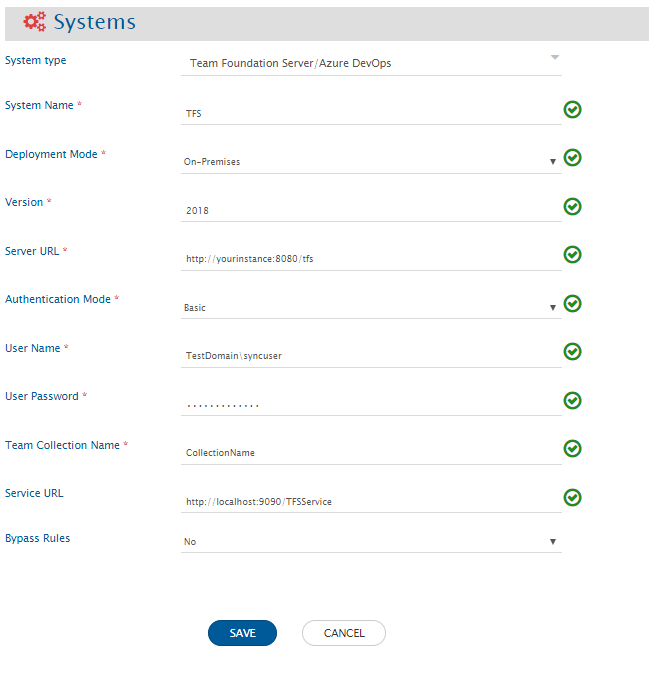 Systems
System type Team Foundation Server/Azure DevOps
System Name * TFS
Deployment Mode * On-Premises
Version * 2018
Server URL * http://yourinstance:8080/tfs
Authentication Mode * Basic
User Name * TestDomain\syncuser
User Password * .............
Team Collection Name * CollectionName
Service URL http://localhost:9090/TFSService
Bypass Rules No
SAVE CANCEL